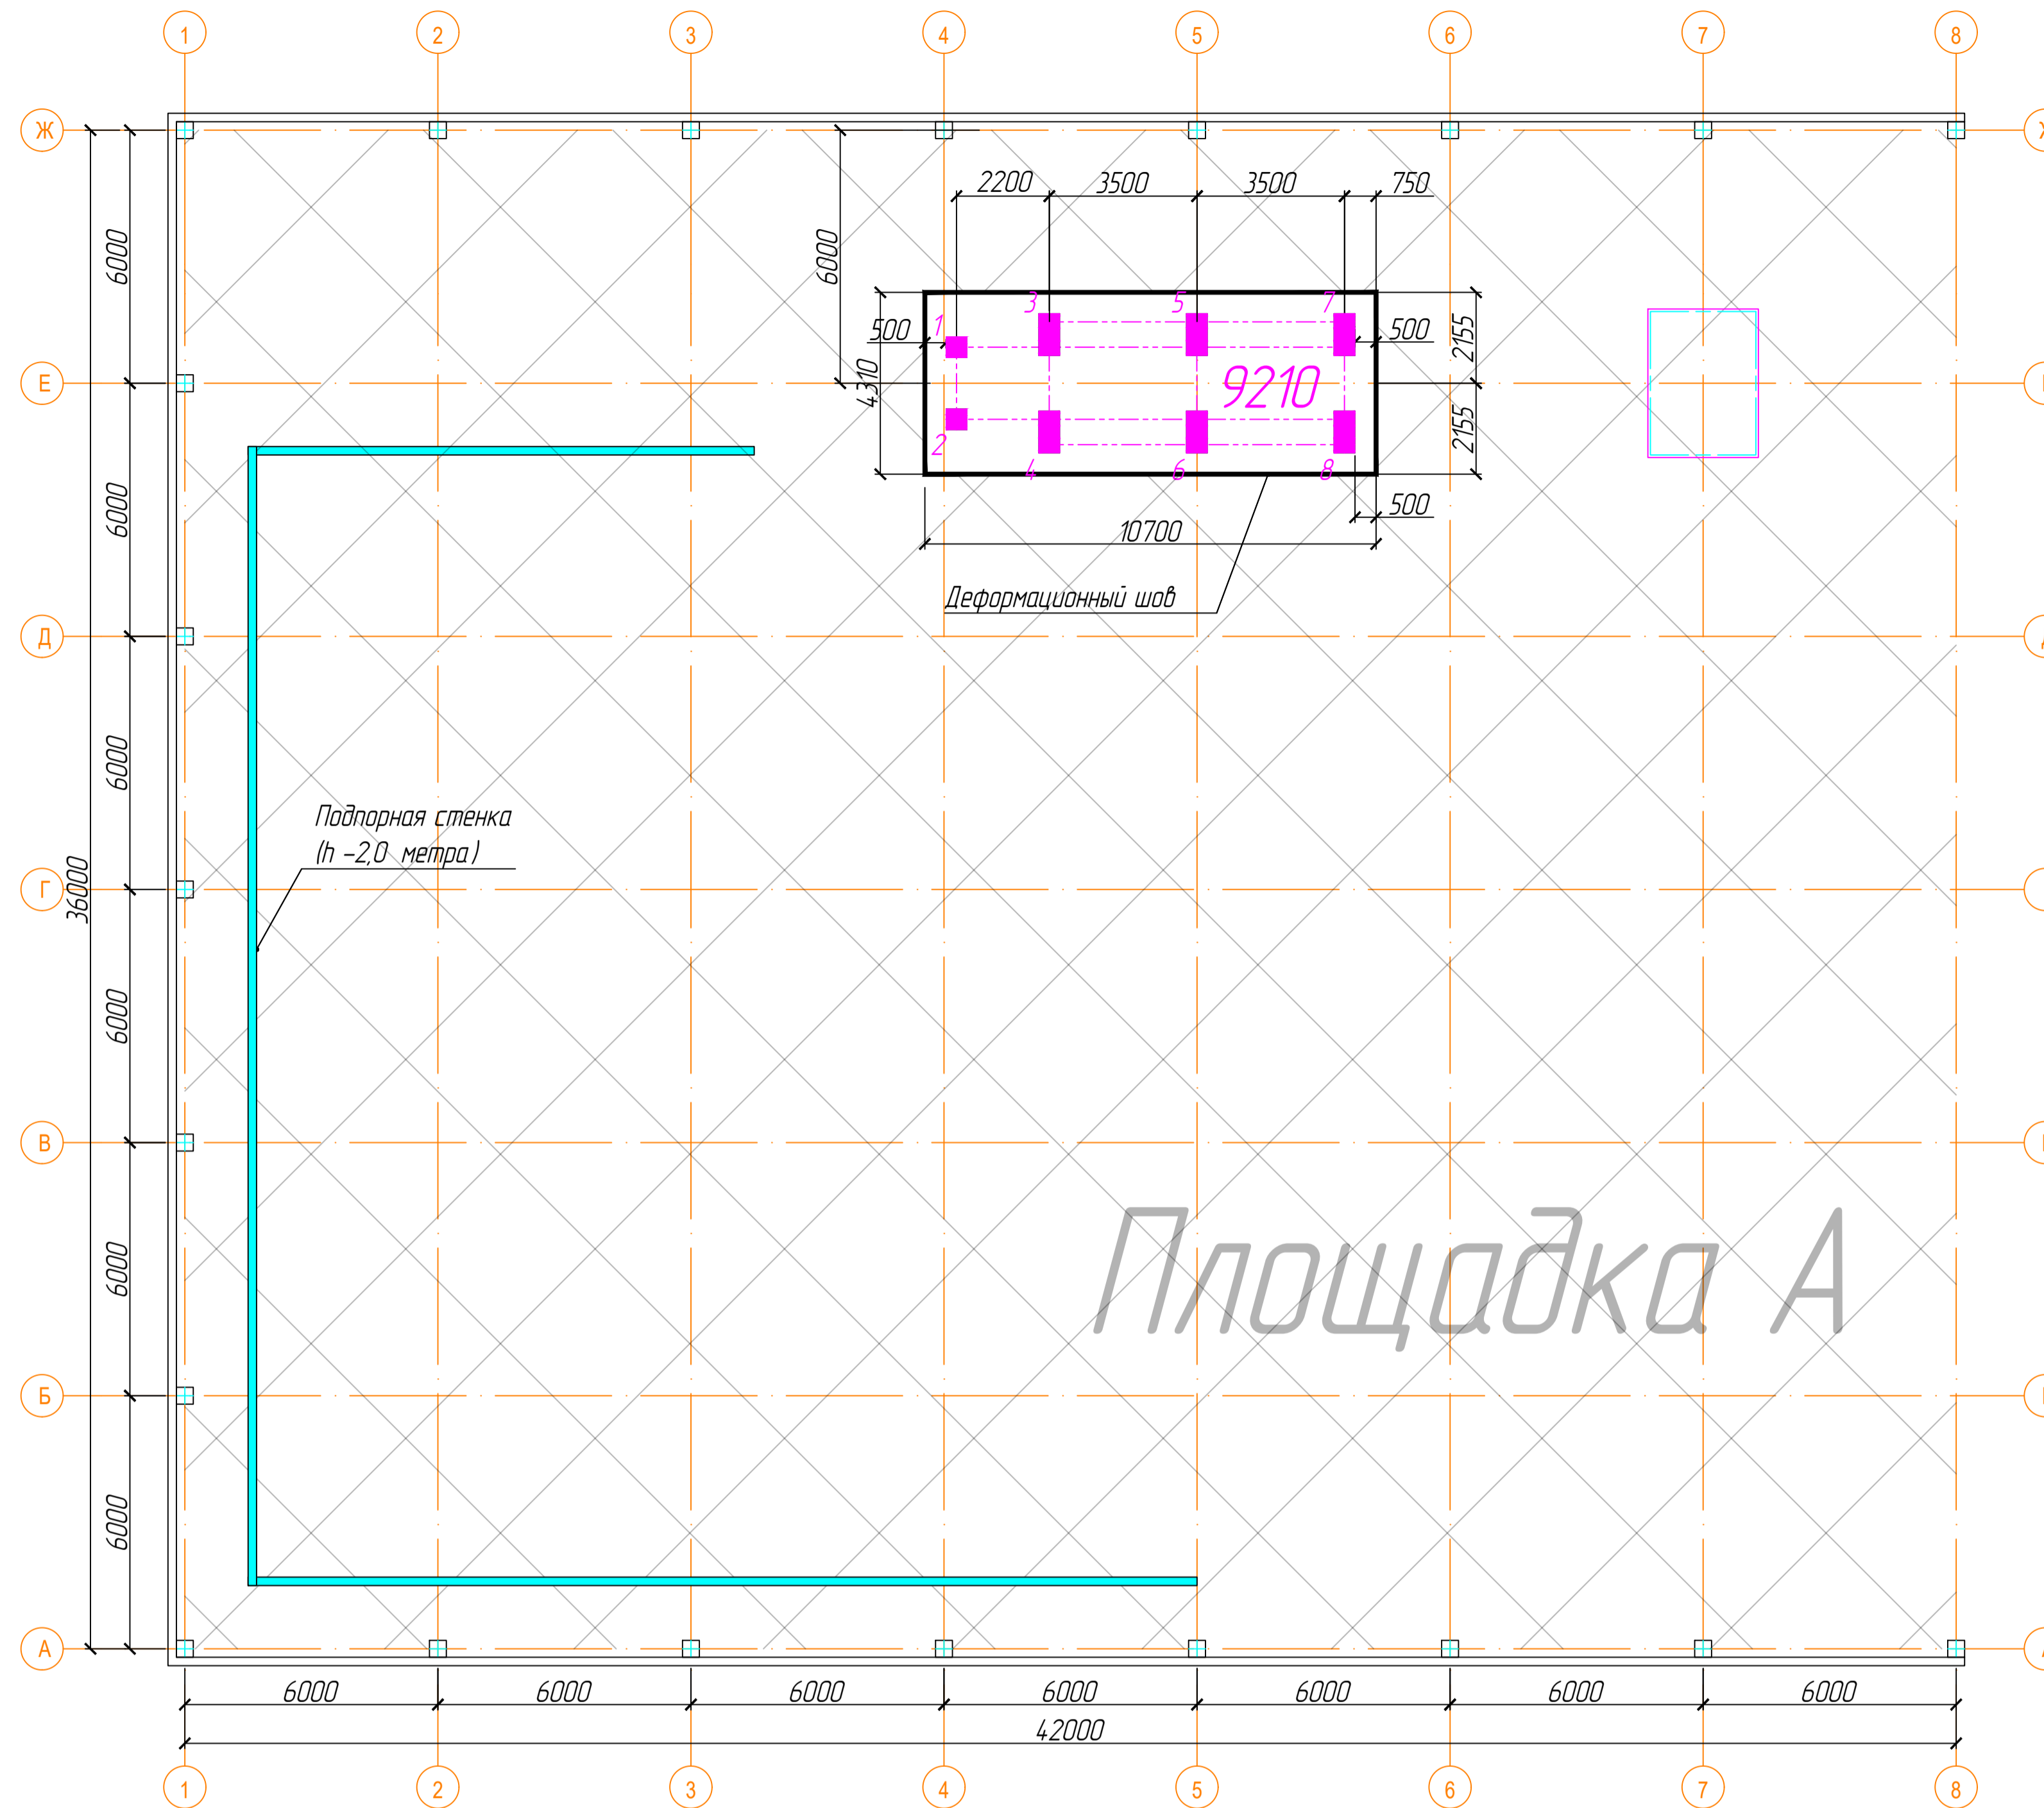 1 2 3 4 5 6 7 8
Ж
2200 3500 3500 750
6000 6000
3 5 7
1
500 500 2155
4310
Е
9210
2155
2
4 6 8
500
6000
10700
Деформационный шов
Д
6000
Подпорная стенка
(h -2,0 метра)
36000
Г
6000
В
Площадка А
6000
Б
6000
А
6000 6000 6000 6000 6000 6000 6000
42000
1 2 3 4 5 6 7 8